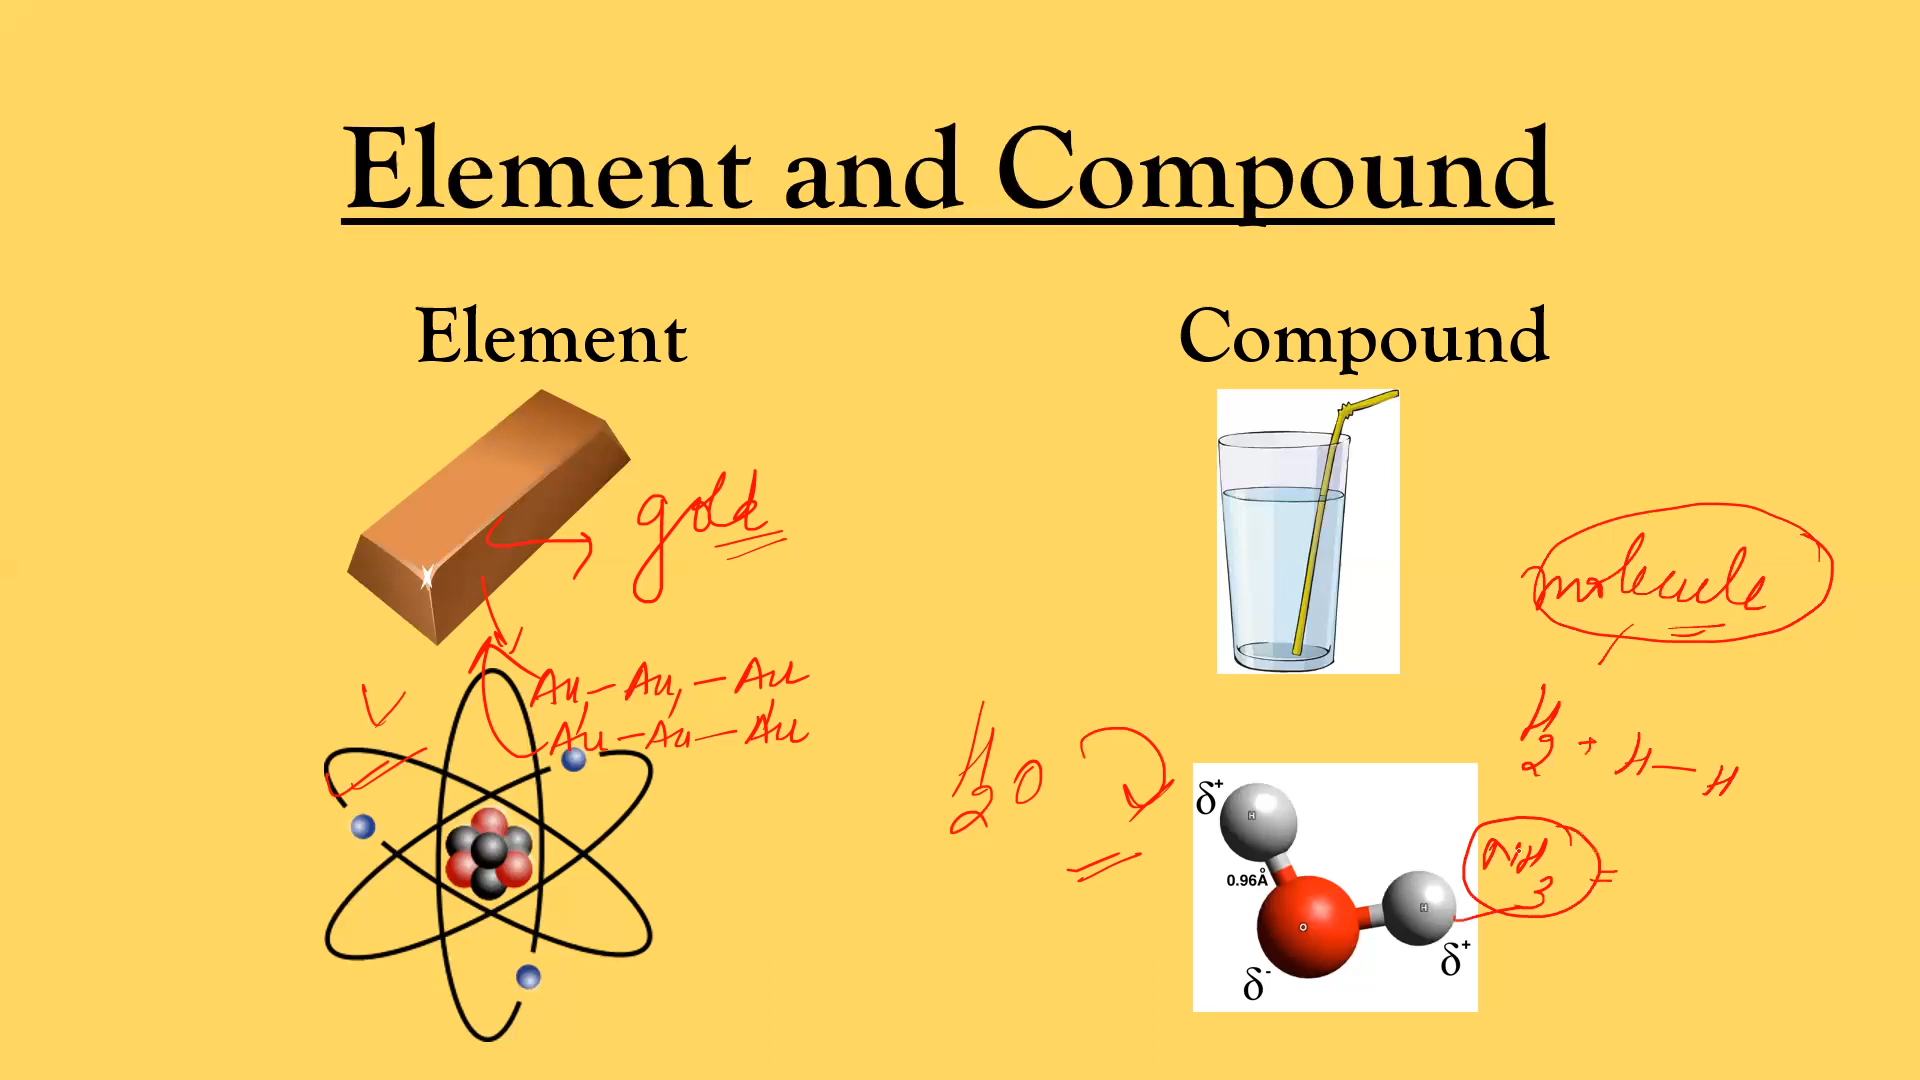 Element and Compound
Element
Compound
gold
molecule
Au – Au – Au
Au – Au – Au
H2O
H2 → H – H
δ+
H
0.96Å
NH3
H
O
δ+
δ-